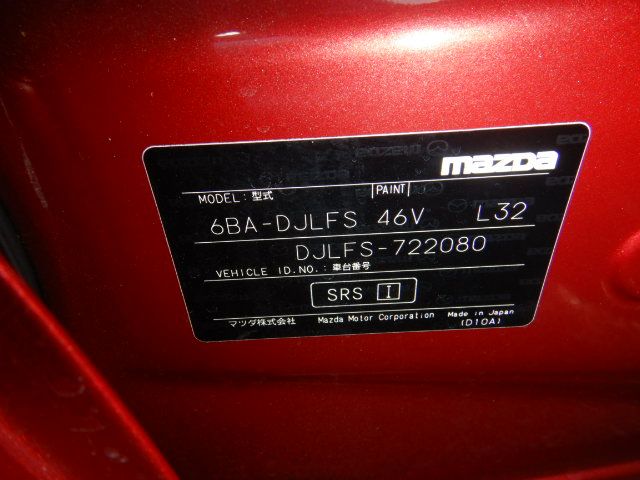 mazda
MODEL: 型式 PAINT
6BA-DJLFS 46V L32
DJLFS-722080
VEHICLE ID.NO.: 車台番号
SRS I
マツダ株式会社 Mazda Motor Corporation Made in Japan
(D10A)